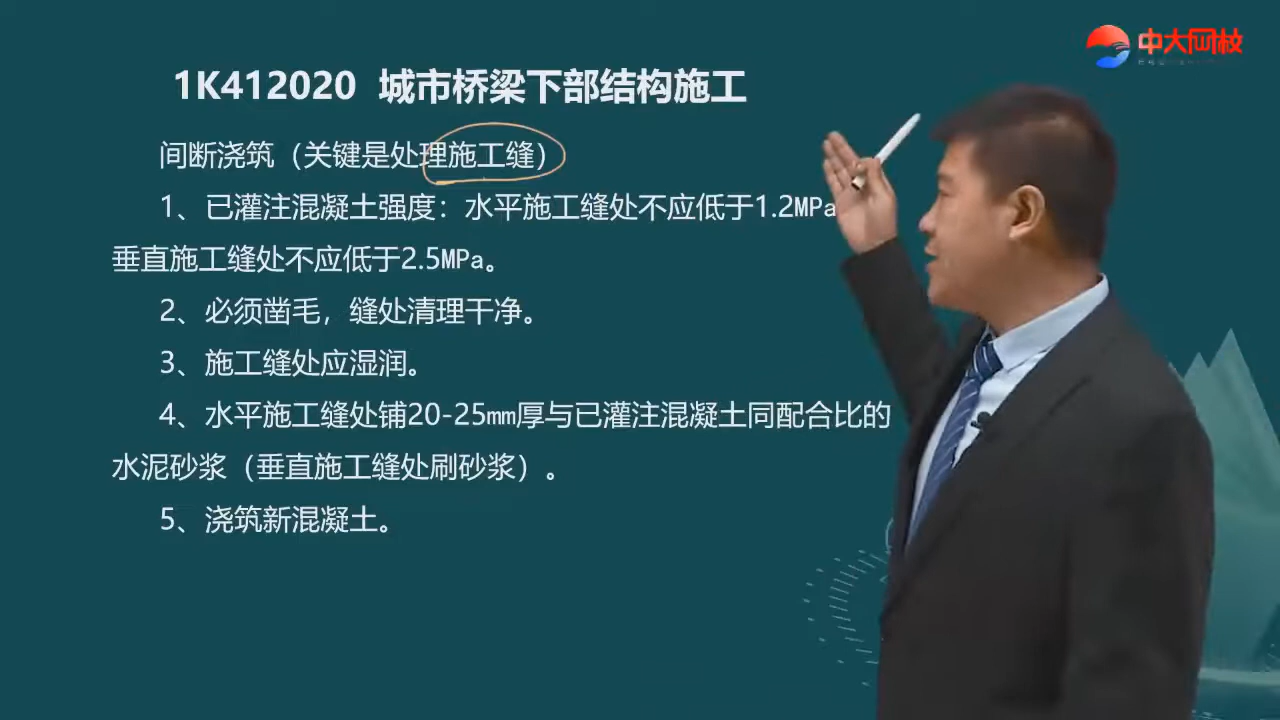 中大网校
1K412020 城市桥梁下部结构施工
间断浇筑（关键是处理施工缝）
1、已灌注混凝土强度：水平施工缝处不应低于1.2MPa
垂直施工缝处不应低于2.5MPa。
2、必须凿毛，缝处清理干净。
3、施工缝处应湿润。
4、水平施工缝处铺20-25mm厚与已灌注混凝土同配合比的
水泥砂浆（垂直施工缝处刷砂浆）。
5、浇筑新混凝土。